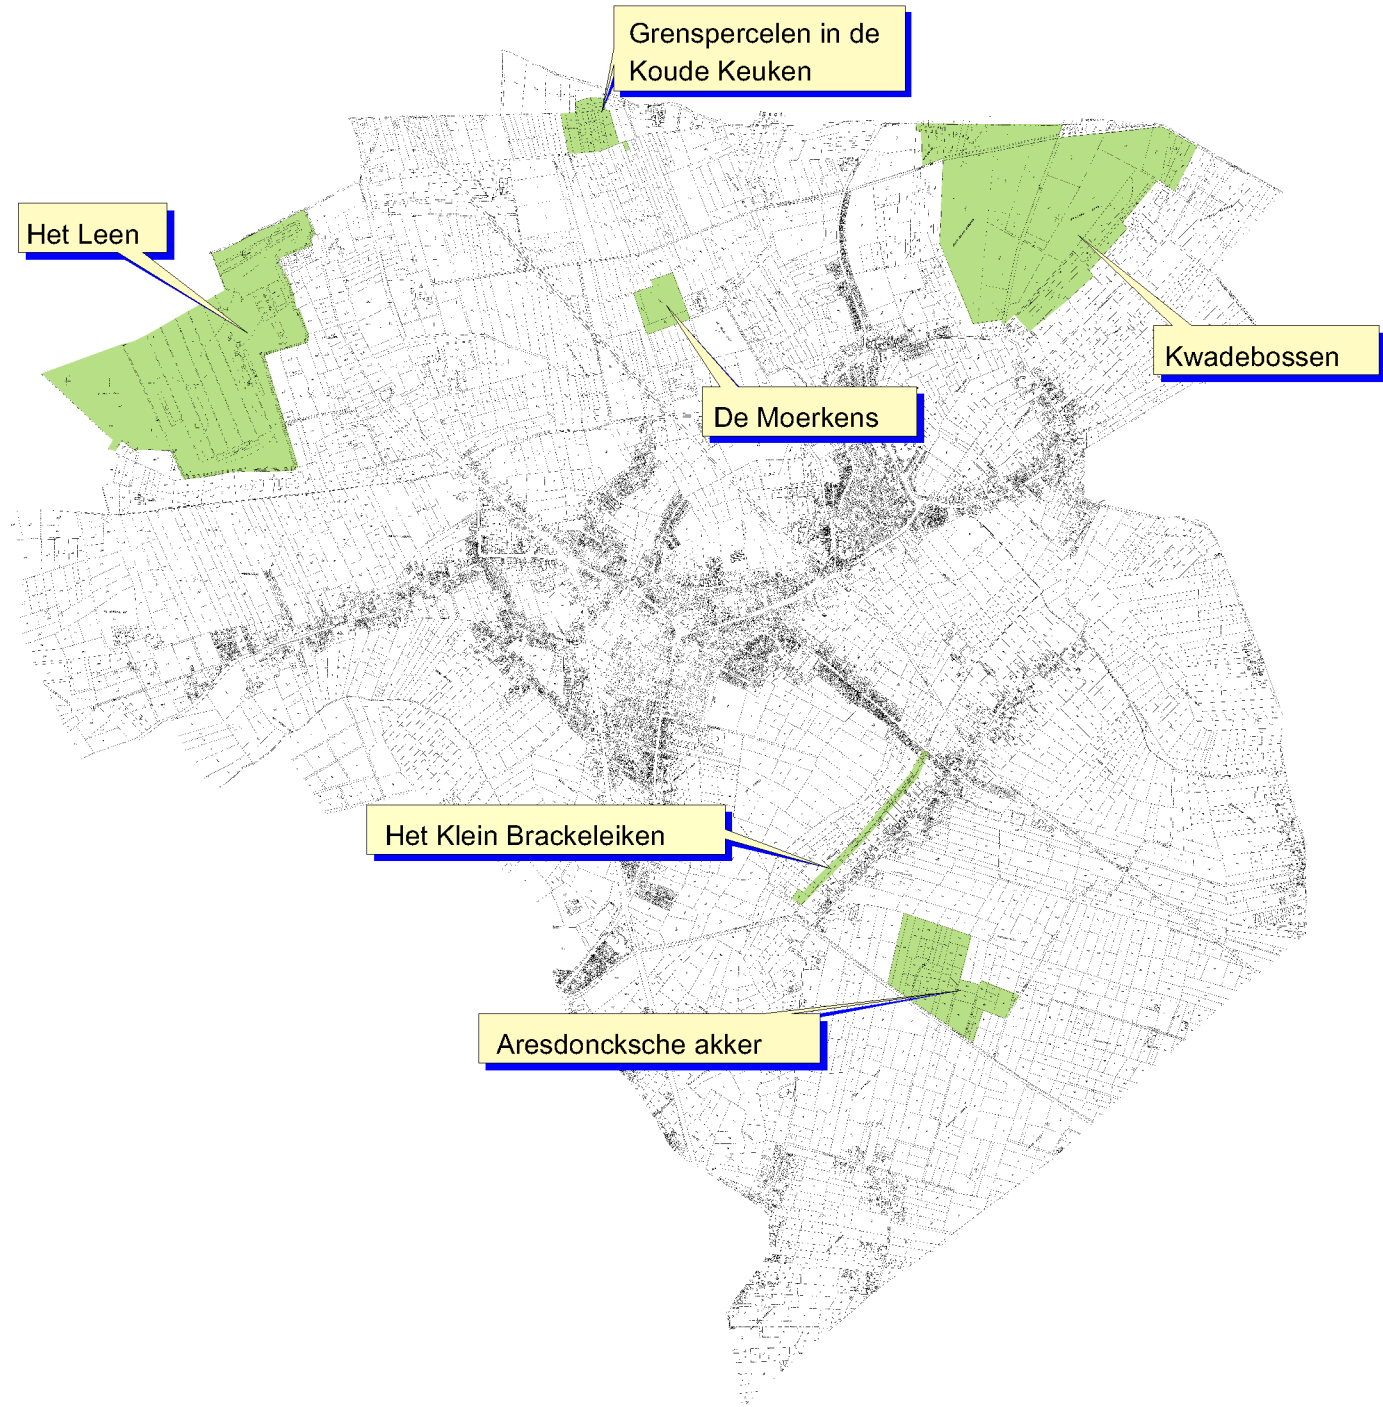 Grenspercelen in de
Koude Keuken
Het Leen
Kwadebossen
De Moerkens
Het Klein Brackeleiken
Aresdoncksche akker